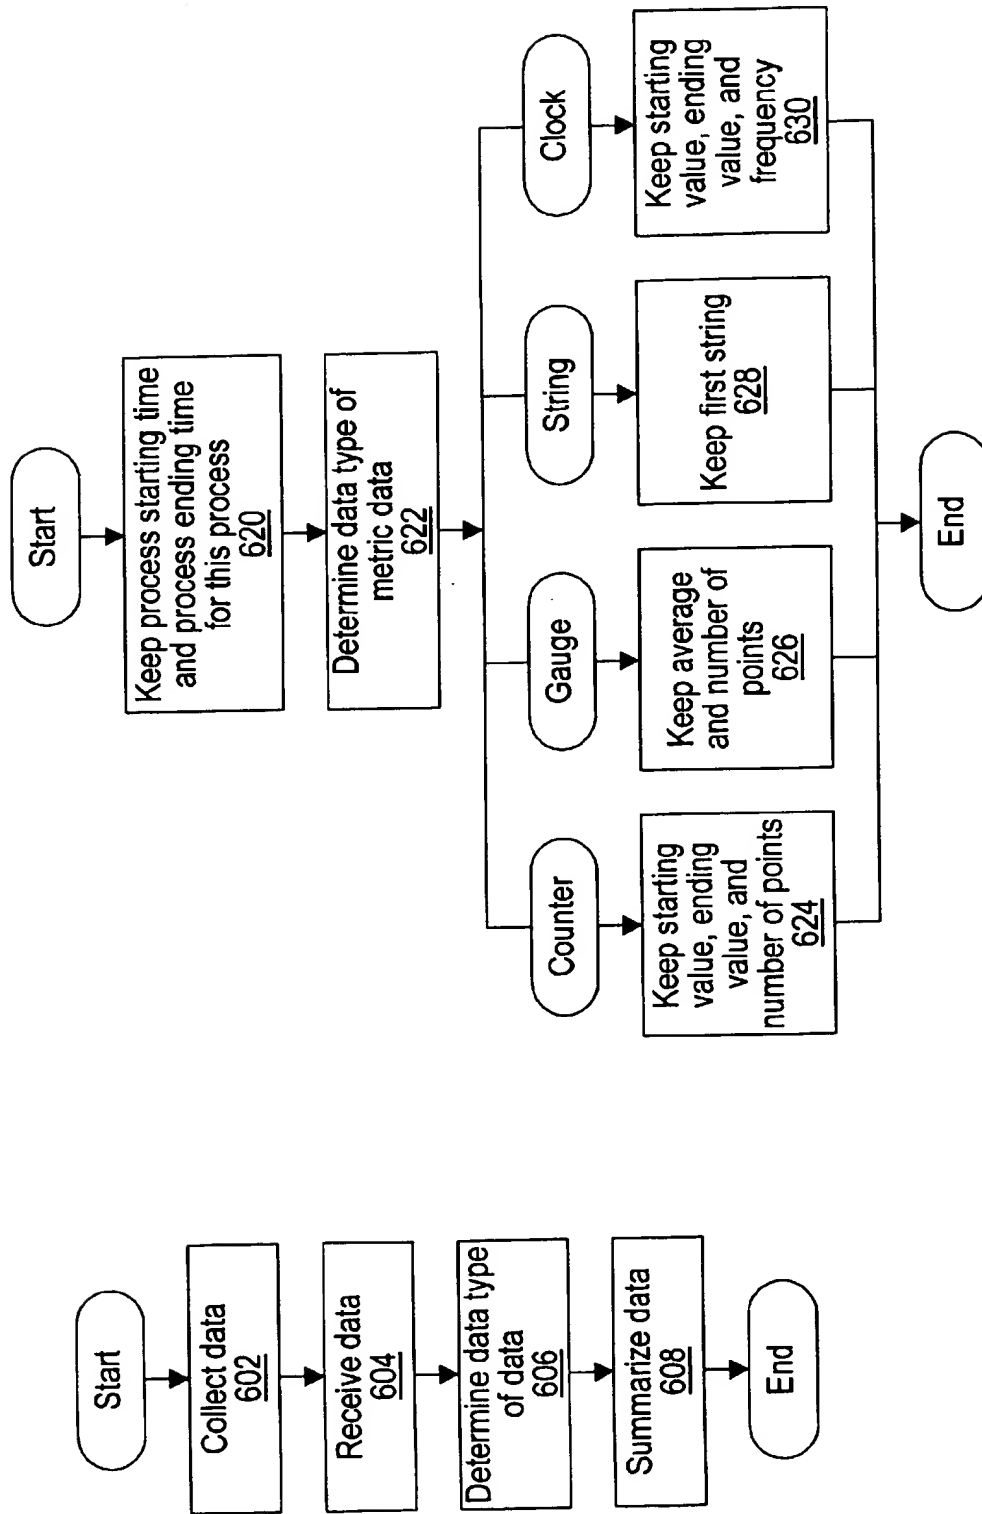 Start
Collect data
602
Receive data
604
Determine data type
of data
606
Summarize data
608
End
Start
Keep process starting time
and process ending time
for this process
620
Determine data type of
metric data
622
Counter
Keep starting
value, ending
value, and
number of points
624
Gauge
Keep average
and number of
points
626
String
Keep first string
628
Clock
Keep starting
value, ending
value, and
frequency
630
End